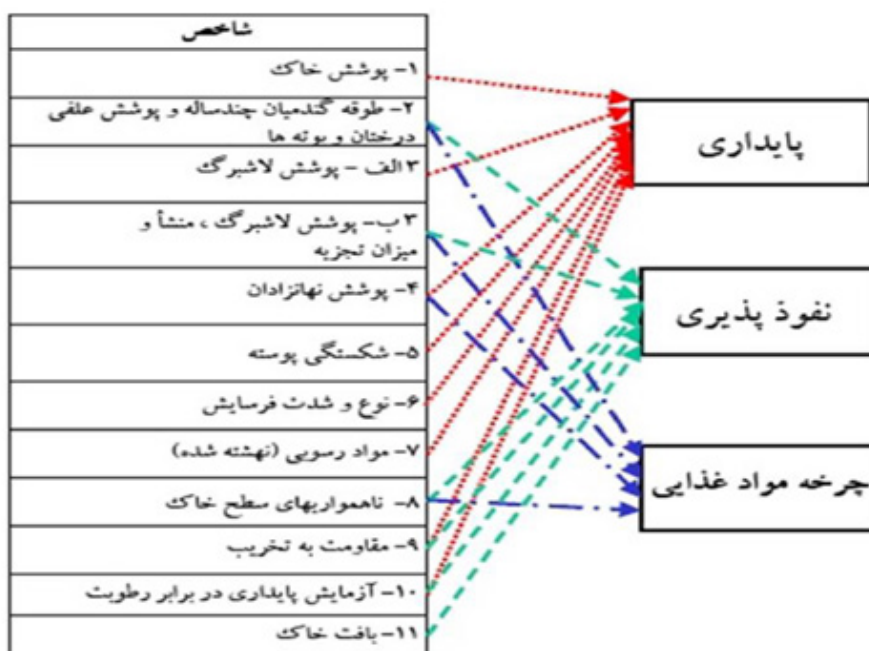 شاخص
۱- پوشش خاک
۲- طوقه گندمیان چندساله و پوشش علفی
درختان و بوته ها
۳ الف - پوشش لاشبرگ
۳ ب- پوشش لاشبرگ ، منشأ و
میزان تجزیه
۴- پوشش نهانزادان
۵- شکستگی پوسته
۶- نوع و شدت فرسایش
۷- مواد رسوبی (نهشته شده)
۸- ناهمواریهای سطح خاک
۹- مقاومت به تخریب
۱۰- آزمایش پایداری در برابر رطوبت
۱۱- بافت خاک
پایداری
نفوذ پذیری
چرخه مواد غذایی